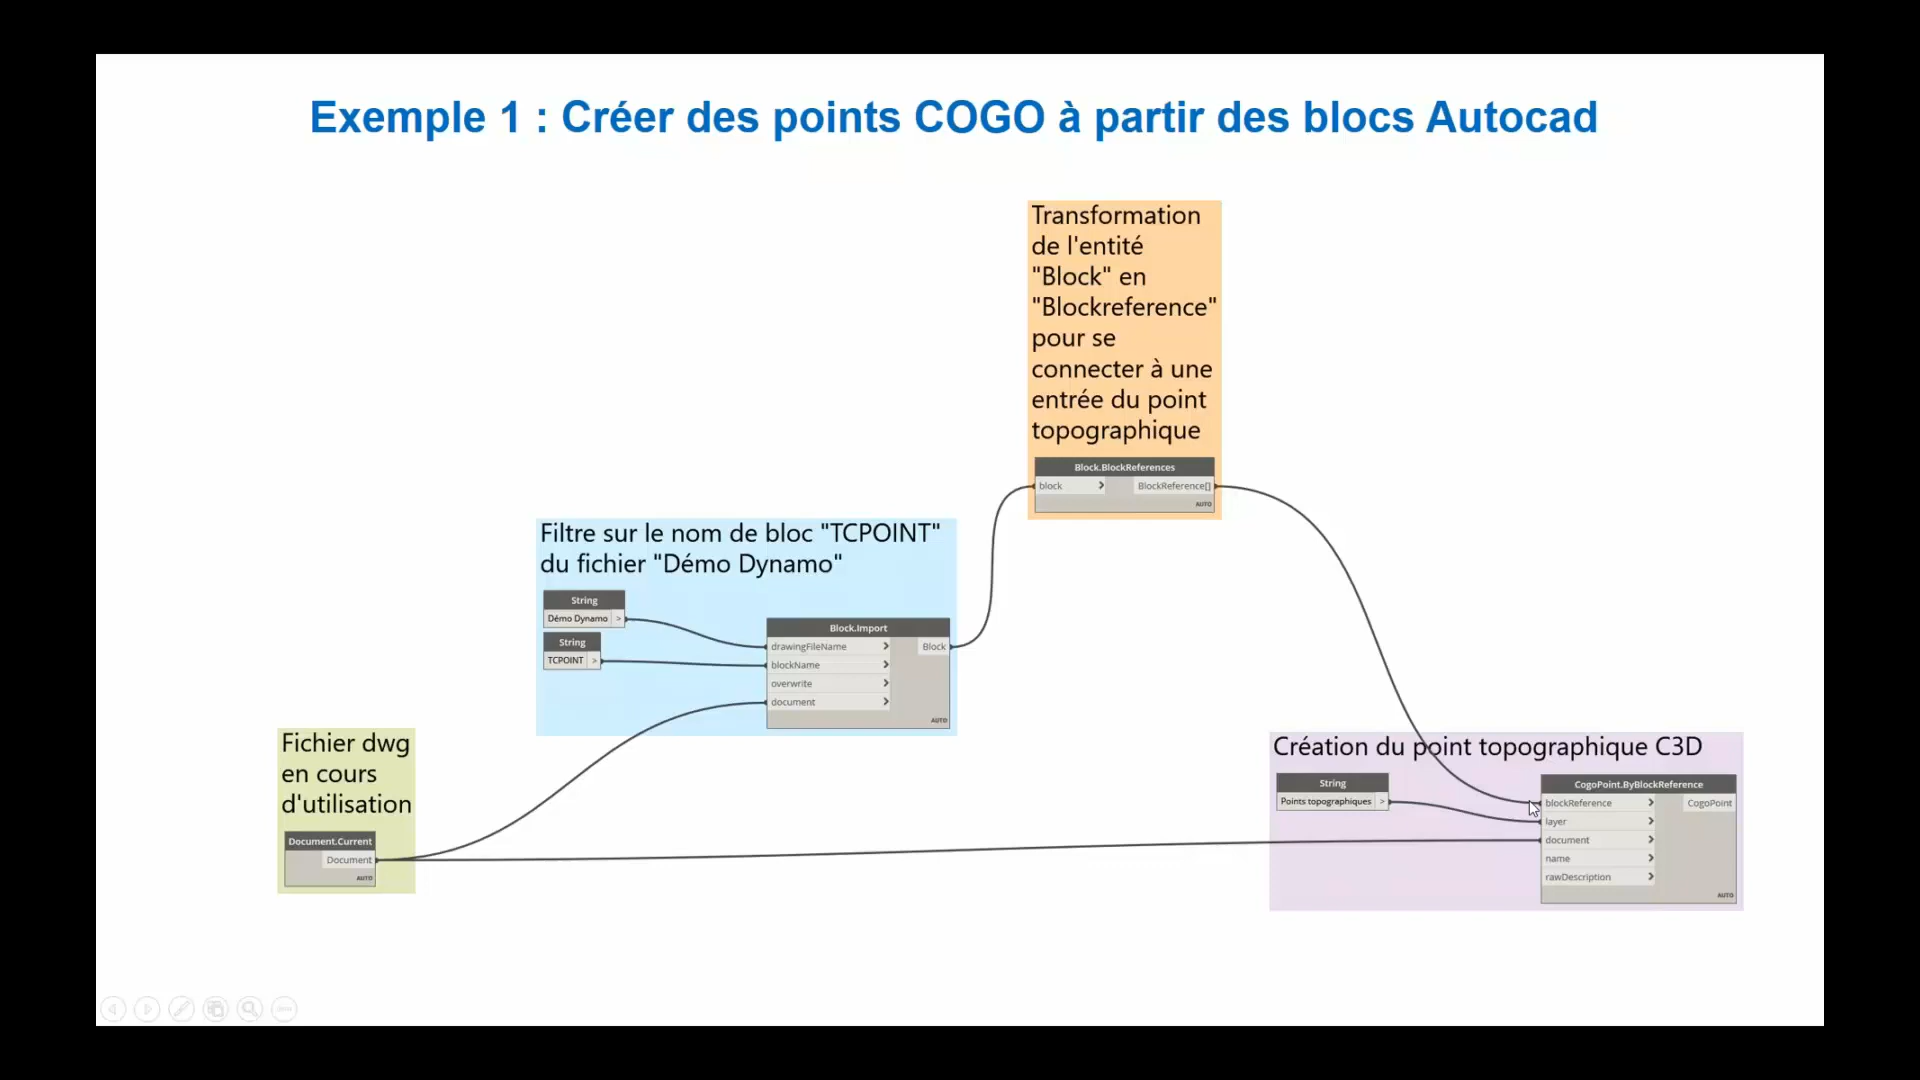 Exemple 1 : Créer des points COGO à partir des blocs Autocad
Transformation
de l'entité
"Block" en
"Blockreference"
pour se
connecter à une
entrée du point
topographique
Block.BlockReferences
block > BlockReference[]
AUTO
Filtre sur le nom de bloc "TCPOINT"
du fichier "Démo Dynamo"
String
Démo Dynamo >
String
TCPOINT >
Block.Import
drawingFileName > Block
blockName >
overwrite >
document >
AUTO
Fichier dwg
en cours
d'utilisation
Document.Current
Document
AUTO
Création du point topographique C3D
String
Points topographiques >
CogoPoint.ByBlockReference
blockReference > CogoPoint
layer >
document >
name >
rawDescription >
AUTO